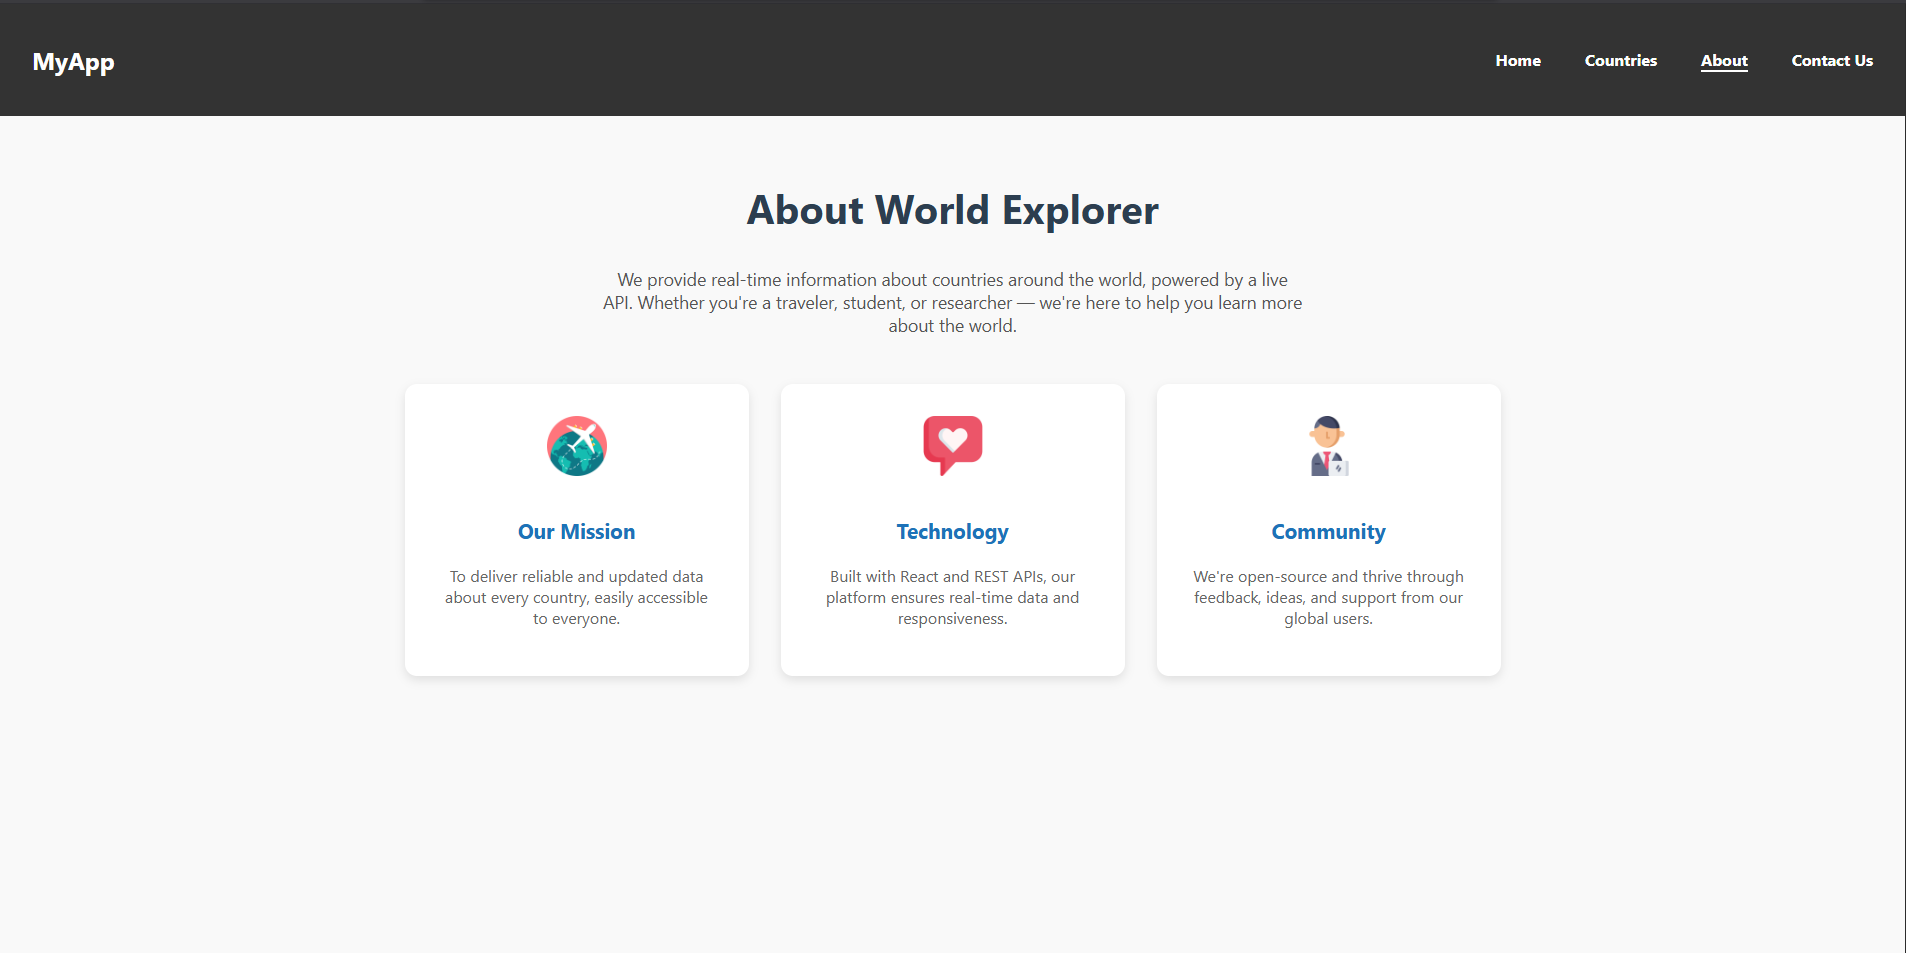 MyApp
Home
Countries
About
Contact Us
About World Explorer
We provide real-time information about countries around the world, powered by a live
API. Whether you're a traveler, student, or researcher — we're here to help you learn more
about the world.
Our Mission
To deliver reliable and updated data
about every country, easily accessible
to everyone.
Technology
Built with React and REST APIs, our
platform ensures real-time data and
responsiveness.
Community
We're open-source and thrive through
feedback, ideas, and support from our
global users.